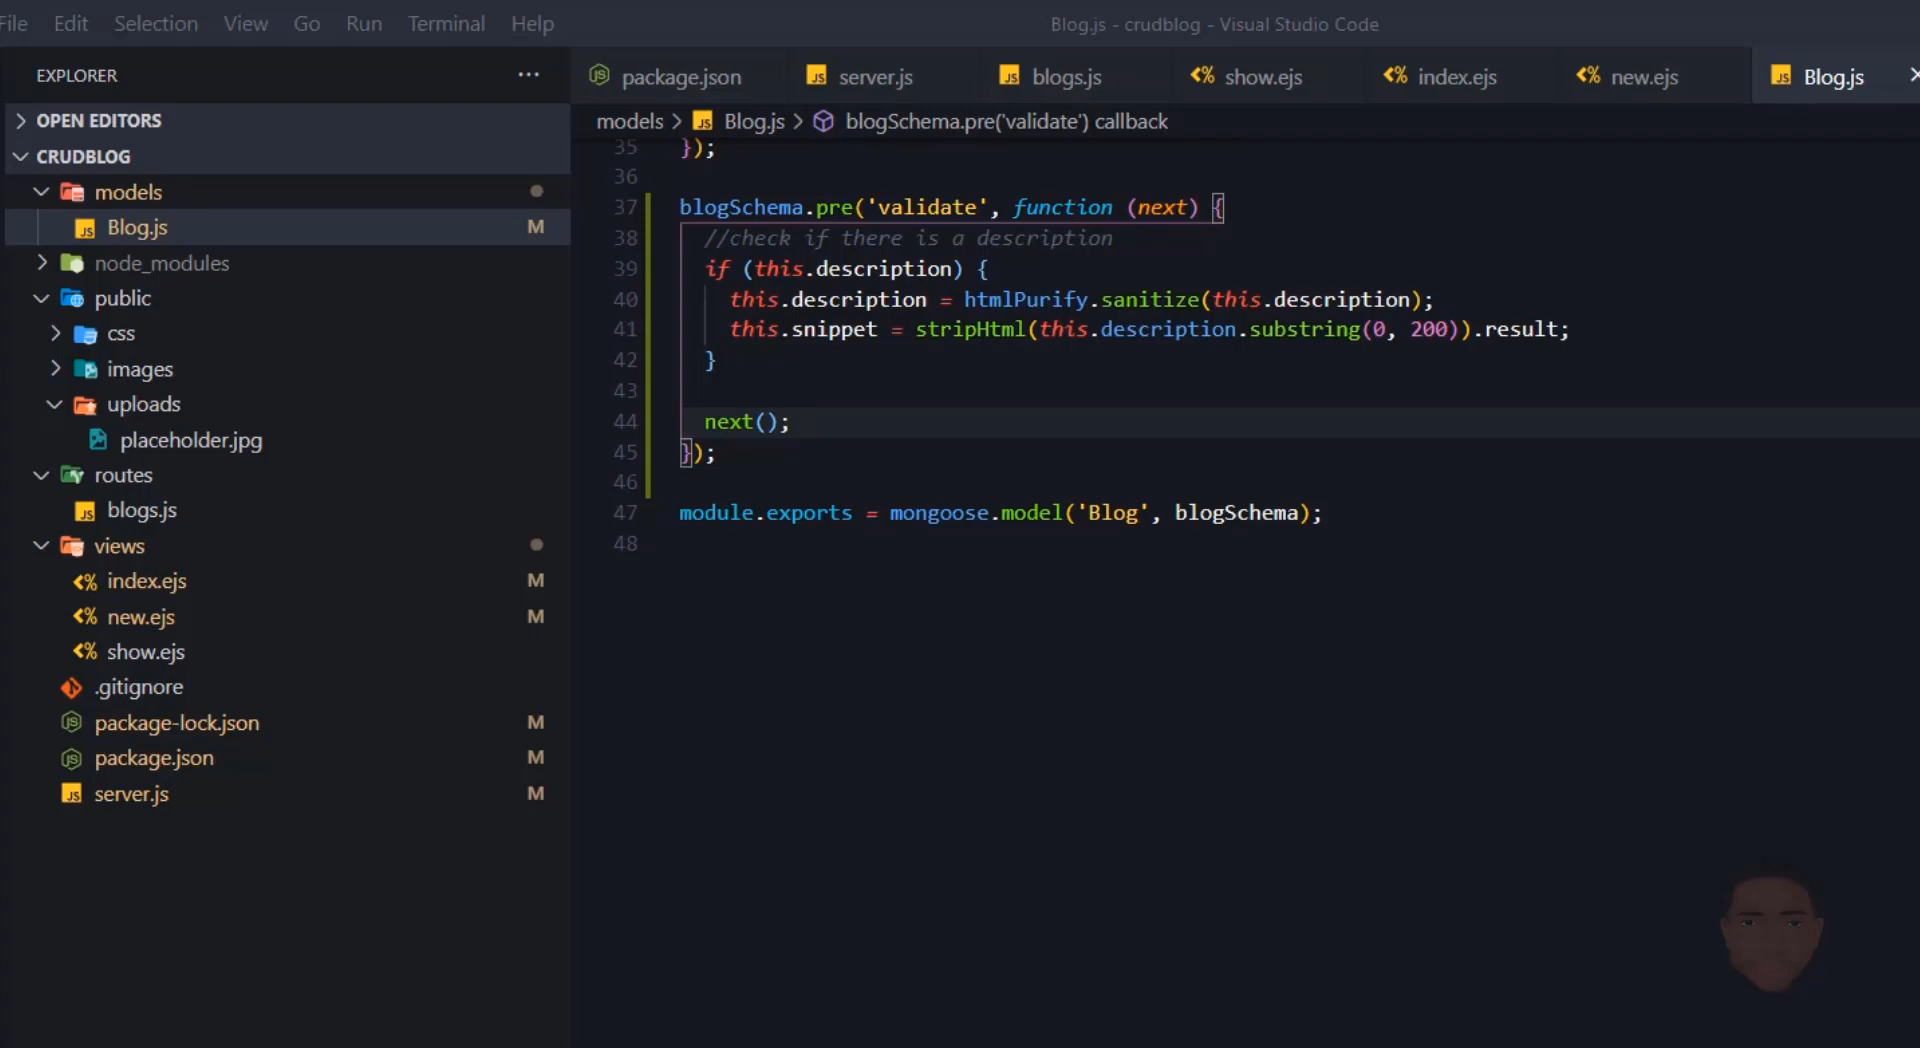 File Edit Selection View Go Run Terminal Help
Blog.js - crudblog - Visual Studio Code
EXPLORER ···
OPEN EDITORS
CRUDBLOG
models
Blog.js M
node_modules
public
css
images
uploads
placeholder.jpg
routes
blogs.js
views
index.ejs M
new.ejs M
show.ejs
.gitignore
package-lock.json M
package.json M
server.js M
package.json server.js blogs.js show.ejs index.ejs new.ejs Blog.js
models > Blog.js > blogSchema.pre('validate') callback
35 });
36
37 blogSchema.pre('validate', function (next) {
38 //check if there is a description
39 if (this.description) {
40 this.description = htmlPurify.sanitize(this.description);
41 this.snippet = stripHtml(this.description.substring(0, 200)).result;
42 }
43
44 next();
45 });
46
47 module.exports = mongoose.model('Blog', blogSchema);
48